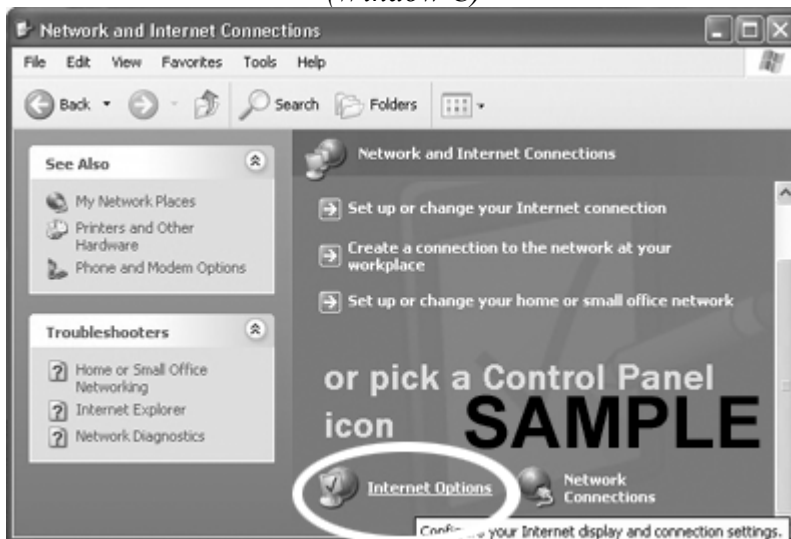 Network and Internet Connections
File Edit View Favorites Tools Help
Back Search Folders
See Also
My Network Places
Printers and Other
Hardware
Phone and Modem Options
Troubleshooters
Home or Small Office
Networking
Internet Explorer
Network Diagnostics
Network and Internet Connections
Set up or change your Internet connection
Create a connection to the network at your
workplace
Set up or change your home or small office network
or pick a Control Panel
icon
SAMPLE
Internet Options
Network
Connections
your Internet display and connection settings.